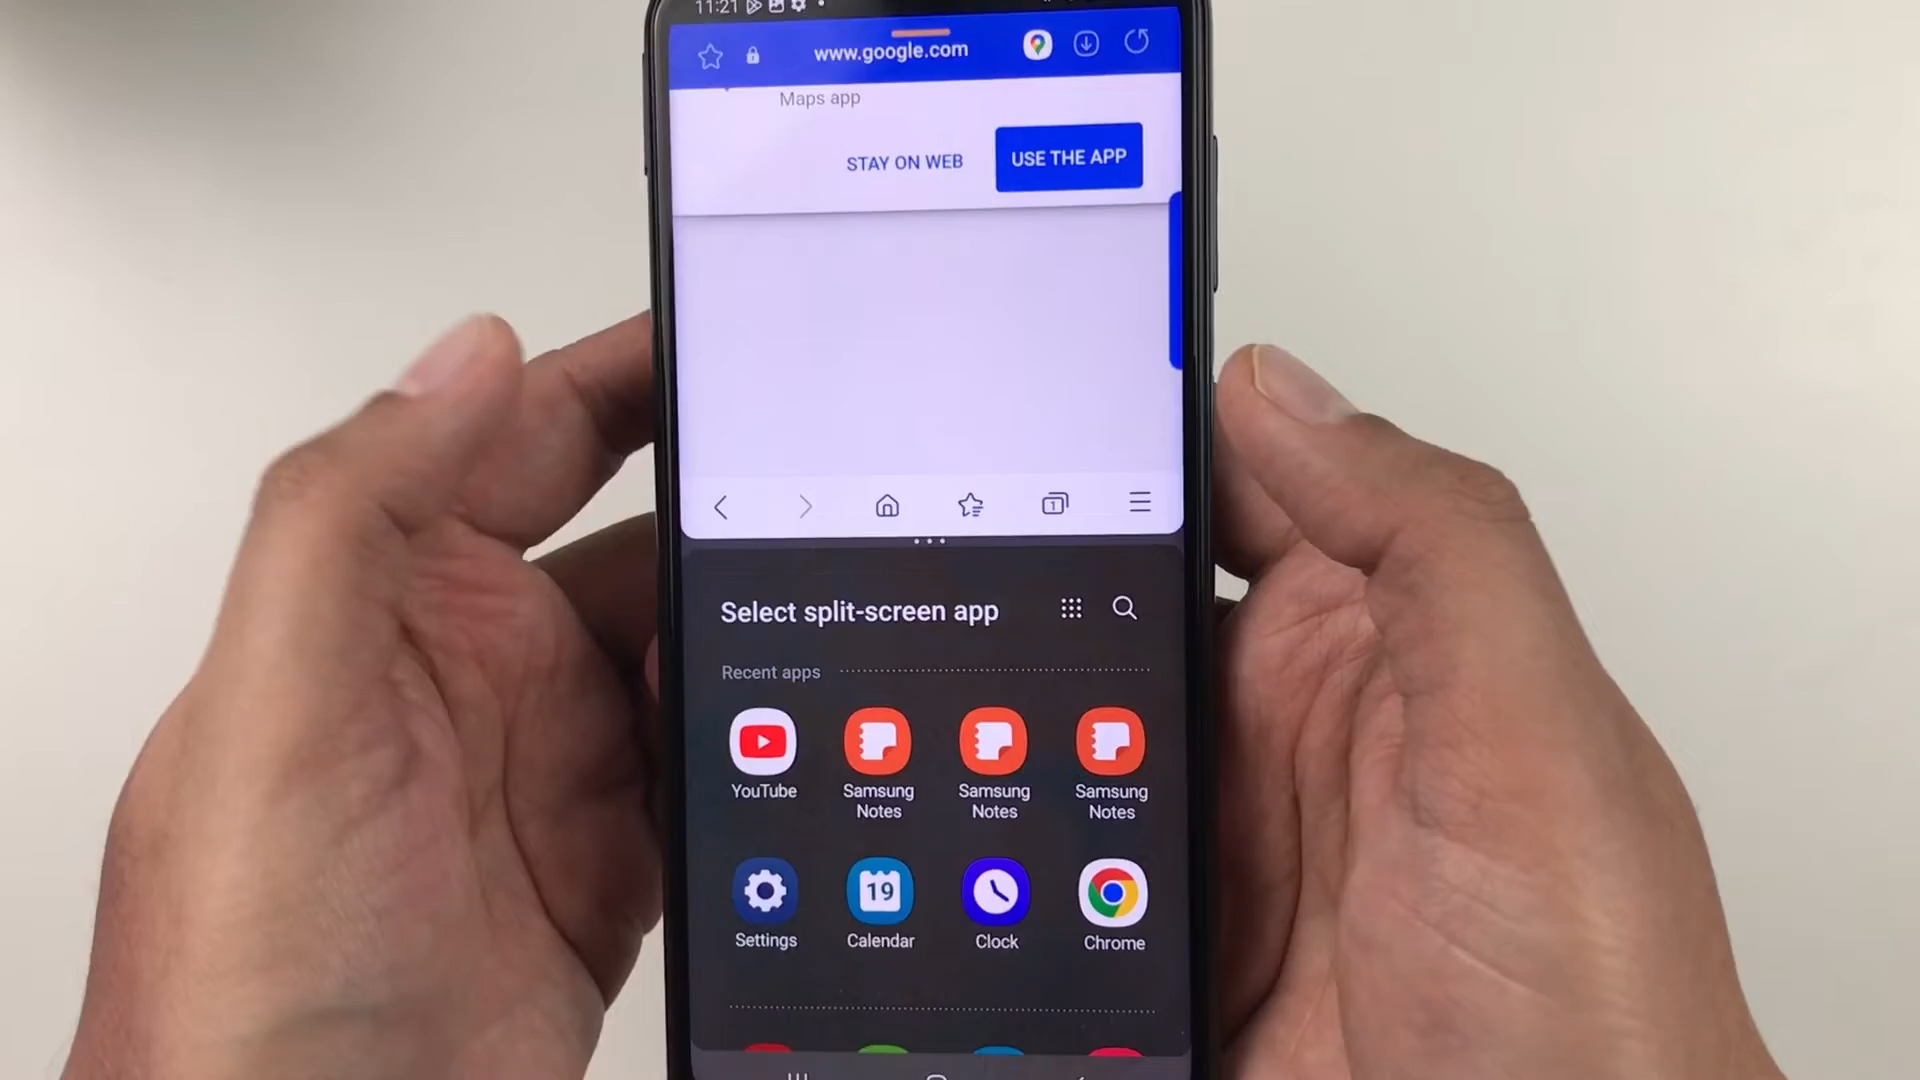 11:21
www.google.com
Maps app
STAY ON WEB
USE THE APP
1
Select split-screen app
Recent apps
YouTube
Samsung Notes
Samsung Notes
Samsung Notes
19
Settings
Calendar
Clock
Chrome